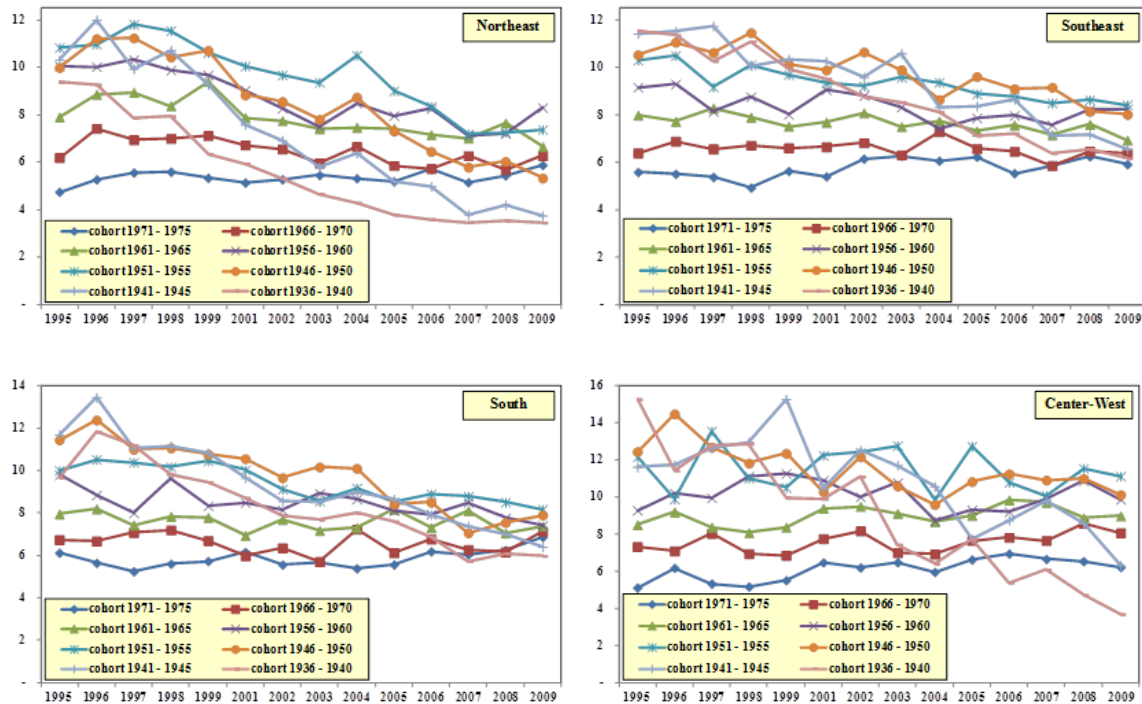 Northeast
12
10
8
6
4
2
-
cohort 1971 - 1975
cohort 1966 - 1970
cohort 1961 - 1965
cohort 1956 - 1960
cohort 1951 - 1955
cohort 1946 - 1950
cohort 1941 - 1945
cohort 1936 - 1940
1995 1996 1997 1998 1999 2001 2002 2003 2004 2005 2006 2007 2008 2009
Southeast
12
10
8
6
4
2
-
cohort 1971 - 1975
cohort 1966 - 1970
cohort 1961 - 1965
cohort 1956 - 1960
cohort 1951 - 1955
cohort 1946 - 1950
cohort 1941 - 1945
cohort 1936 - 1940
1995 1996 1997 1998 1999 2001 2002 2003 2004 2005 2006 2007 2008 2009
South
14
12
10
8
6
4
2
-
cohort 1971 - 1975
cohort 1966 - 1970
cohort 1961 - 1965
cohort 1956 - 1960
cohort 1951 - 1955
cohort 1946 - 1950
cohort 1941 - 1945
cohort 1936 - 1940
1995 1996 1997 1998 1999 2001 2002 2003 2004 2005 2006 2007 2008 2009
Center-West
16
14
12
10
8
6
4
2
-
cohort 1971 - 1975
cohort 1966 - 1970
cohort 1961 - 1965
cohort 1956 - 1960
cohort 1951 - 1955
cohort 1946 - 1950
cohort 1941 - 1945
cohort 1936 - 1940
1995 1996 1997 1998 1999 2001 2002 2003 2004 2005 2006 2007 2008 2009